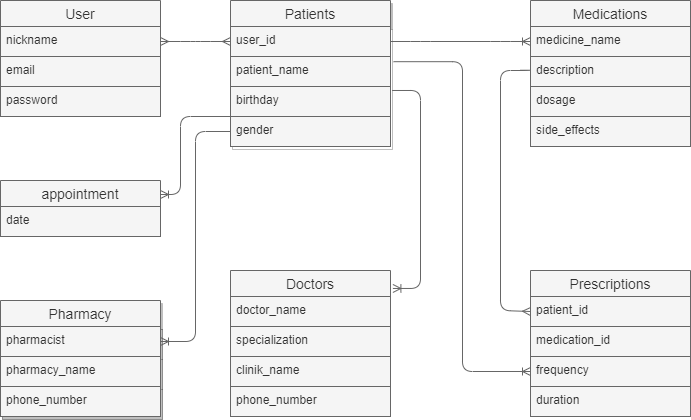 User
nickname
email
password
Patients
user_id
patient_name
birthday
gender
Medications
medicine_name
description
dosage
side_effects
appointment
date
Pharmacy
pharmacist
pharmacy_name
phone_number
Doctors
doctor_name
specialization
clinik_name
phone_number
Prescriptions
patient_id
medication_id
frequency
duration